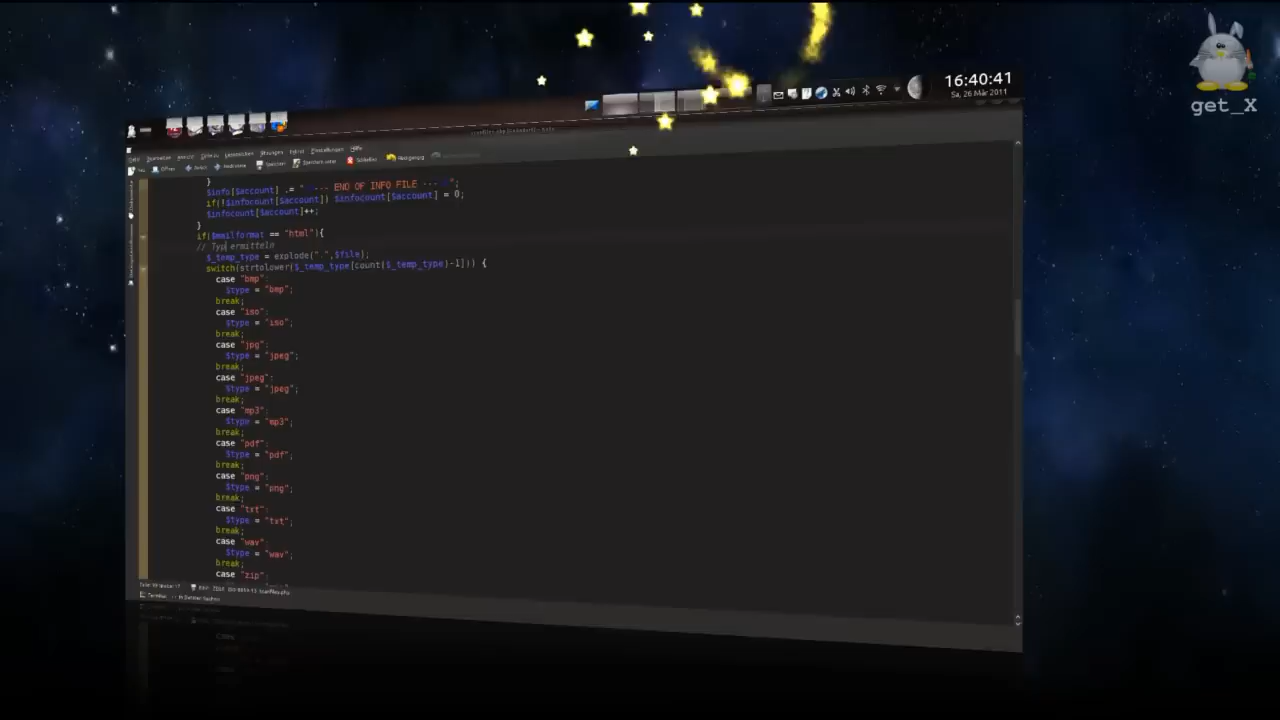 get_X
16:40:41
Sa, 26 Mär 2011
}
$info[$account] .= " --- END OF INFO FILE --- ";
if(!$infocount[$account]) $infocount[$account] = 0;
$infocount[$account]++;
}
if($mailformat == "html"){
// Typ ermitteln
$_temp_type = explode(".",$file);
switch(strtolower($_temp_type[count($_temp_type)-1])) {
case "bmp":
$type = "bmp";
break;
case "iso":
$type = "iso";
break;
case "jpg":
$type = "jpeg";
break;
case "jpeg":
$type = "jpeg";
break;
case "mp3":
$type = "mp3";
break;
case "pdf":
$type = "pdf";
break;
case "png":
$type = "png";
break;
case "txt":
$type = "txt";
break;
case "wav":
$type = "wav";
break;
case "zip":